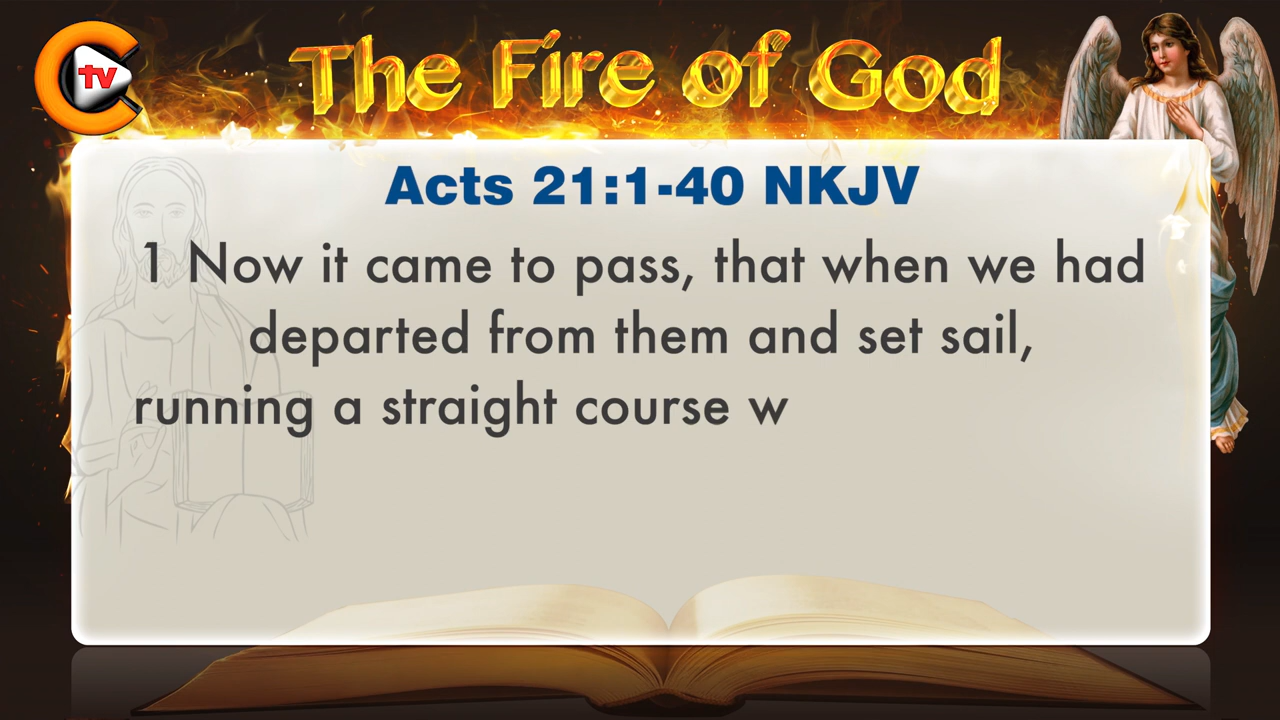 tv
The Fire of God
Acts 21:1-40 NKJV
1 Now it came to pass, that when we had
departed from them and set sail,
running a straight course w